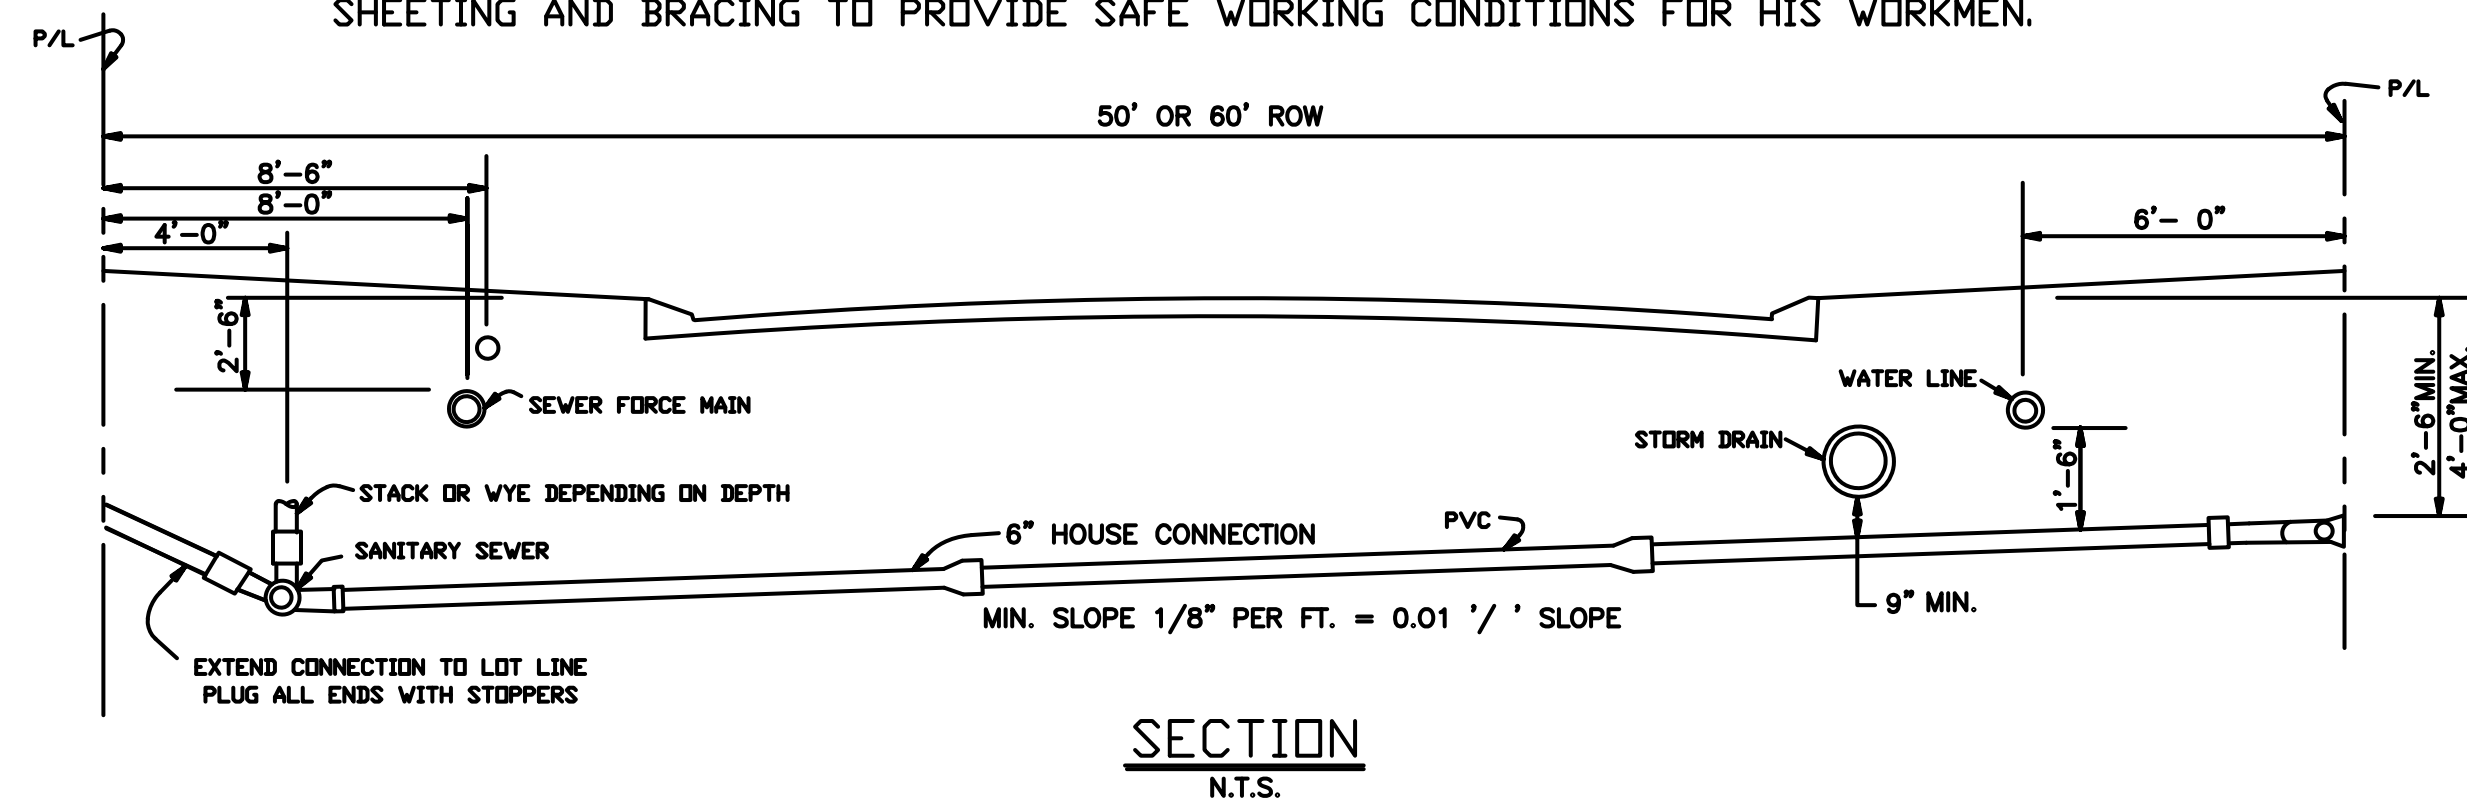 SHEETING AND BRACING TO PROVIDE SAFE WORKING CONDITIONS FOR HIS WORKMEN.
P/L
P/L
50' OR 60' ROW
8'-6"
8'-0"
4'-0"
6'- 0"
2'-6"
SEWER FORCE MAIN
WATER LINE
STORM DRAIN
2'-6"MIN.
4'-0"MAX.
1'-6"
STACK OR WYE DEPENDING ON DEPTH
6" HOUSE CONNECTION
PVC
SANITARY SEWER
MIN. SLOPE 1/8" PER FT. = 0.01 '/ ' SLOPE
9" MIN.
EXTEND CONNECTION TO LOT LINE
PLUG ALL ENDS WITH STOPPERS
SECTION
N.T.S.